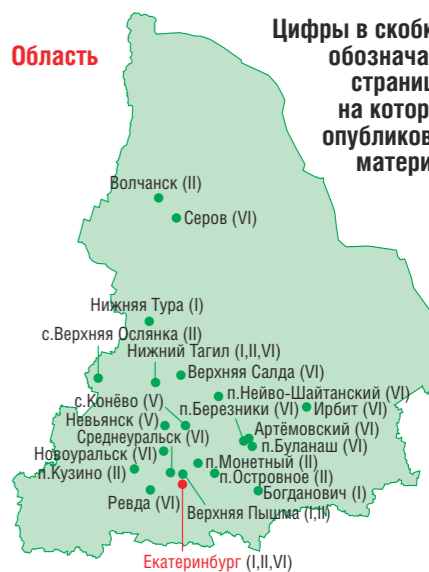 Область
Цифры в скобк
обознача
страниц
на котор
опубликов
матери
Волчанск (II)
Серов (VI)
Нижняя Тура (I)
с.Верхняя Ослянка (II)
Нижний Тагил (I,II,VI)
Верхняя Салда (VI)
п.Нейво-Шайтанский (VI)
с.Конёво (V)
п.Березники (VI)
Ирбит (VI)
Невьянск (V)
Артёмовский (VI)
Среднеуральск (VI)
п.Буланаш (VI)
Новоуральск (VI)
п.Монетный (II)
п.Кузино (II)
п.Островное (II)
Богданович (I)
Ревда (VI)
Верхняя Пышма (I,II)
Екатеринбург (I,II,VI)